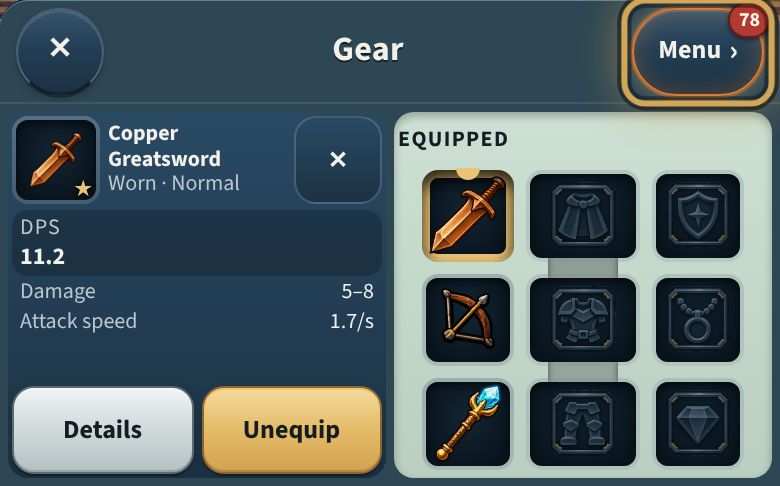 Gear
78
Menu ›
Copper
Greatsword
Worn · Normal
DPS
11.2
Damage 5–8
Attack speed 1.7/s
Details
Unequip
EQUIPPED